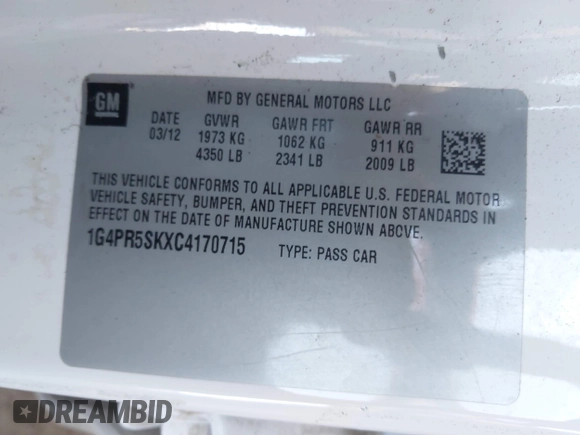 GM
MFD BY GENERAL MOTORS LLC
DATE GVWR GAWR FRT GAWR RR
03/12 1973 KG 1062 KG 911 KG
4350 LB 2341 LB 2009 LB
THIS VEHICLE CONFORMS TO ALL APPLICABLE U.S. FEDERAL MOTOR
VEHICLE SAFETY, BUMPER, AND THEFT PREVENTION STANDARDS IN
EFFECT ON THE DATE OF MANUFACTURE SHOWN ABOVE.
1G4PR5SKXC4170715 TYPE: PASS CAR
DREAMBID